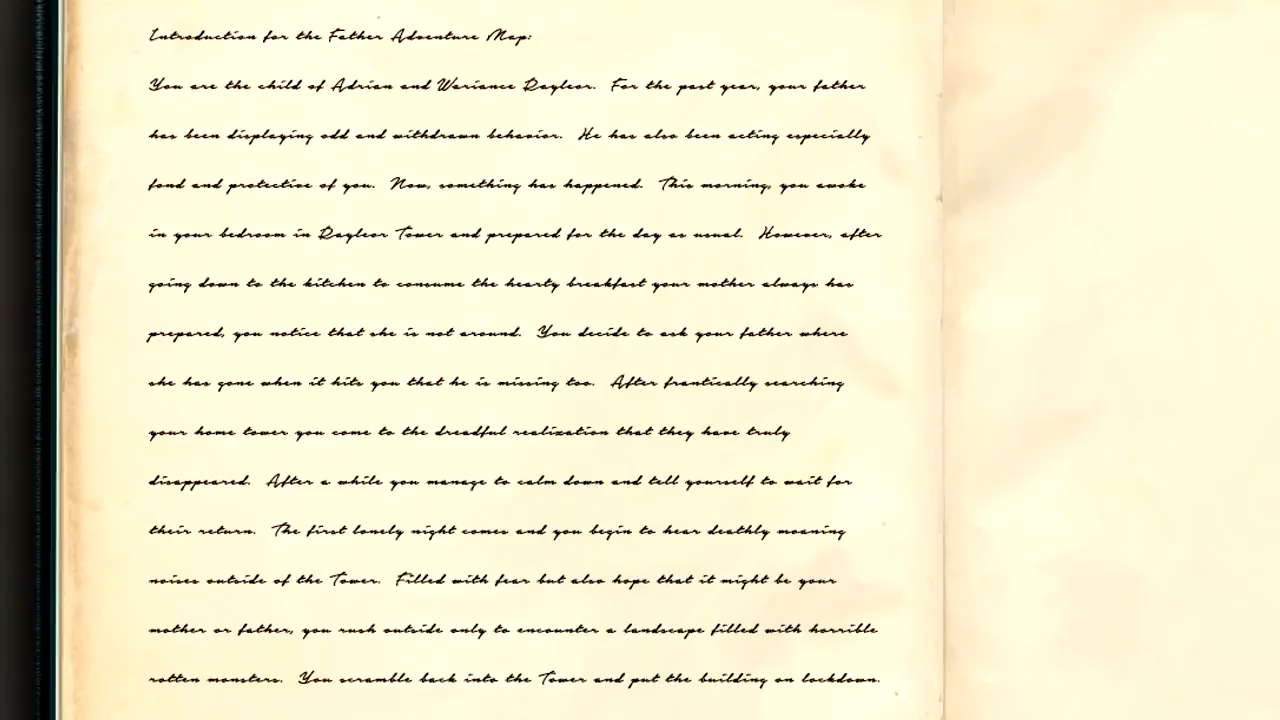 Introduction for the Father Adventure Map:
You are the child of Adrian and Wariance Rayleor.  For the past year, your father
has been displaying odd and withdrawn behavior.  He has also been acting especially
fond and protective of you.  Now, something has happened.  This morning, you awoke
in your bedroom in Rayleor Tower and prepared for the day as usual.  However, after
going down to the kitchen to consume the hearty breakfast your mother always has
prepared, you notice that she is not around.  You decide to ask your father where
she has gone when it hits you that he is missing too.  After frantically searching
your home tower you come to the dreadful realization that they have truly
disappeared.  After a while you manage to calm down and tell yourself to wait for
their return.  The first lonely night comes and you begin to hear deathly moaning
noises outside of the Tower.  Filled with fear but also hope that it might be your
mother or father, you rush outside only to encounter a landscape filled with horrible
rotten monsters.  You scramble back into the Tower and put the building on lockdown.